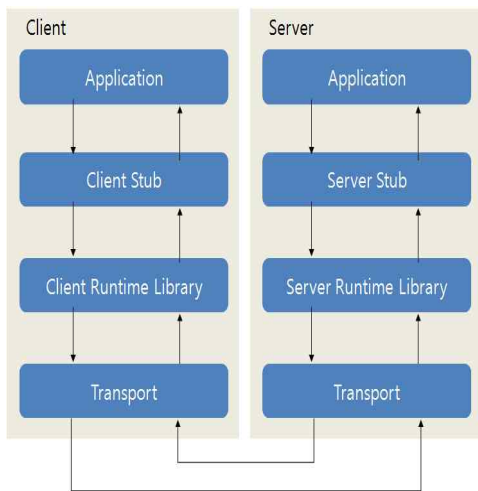 Client
Application
Client Stub
Client Runtime Library
Transport
Server
Application
Server Stub
Server Runtime Library
Transport